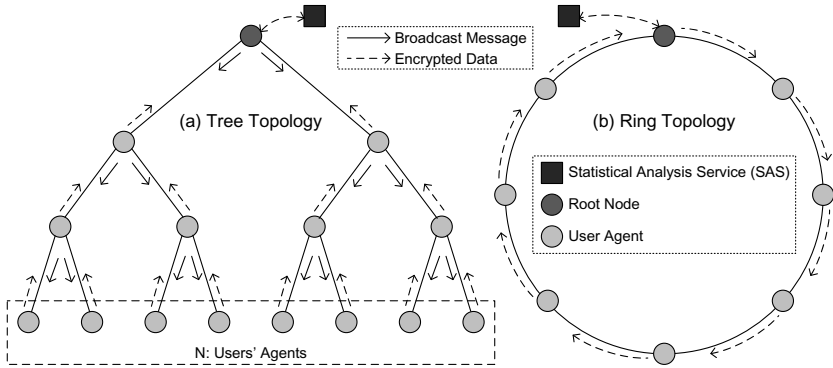 Broadcast Message
Encrypted Data
(a) Tree Topology
(b) Ring Topology
Statistical Analysis Service (SAS)
Root Node
User Agent
N: Users' Agents